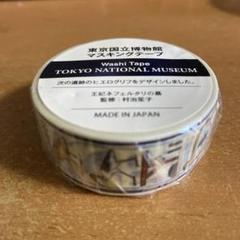 東京国立博物館
マスキングテープ
Washi Tape
TOKYO NATIONAL MUSEUM
次の遺跡のヒエログリフをデザインしました。
王妃ネフェルタリの墓
監修：村治笙子
MADE IN JAPAN